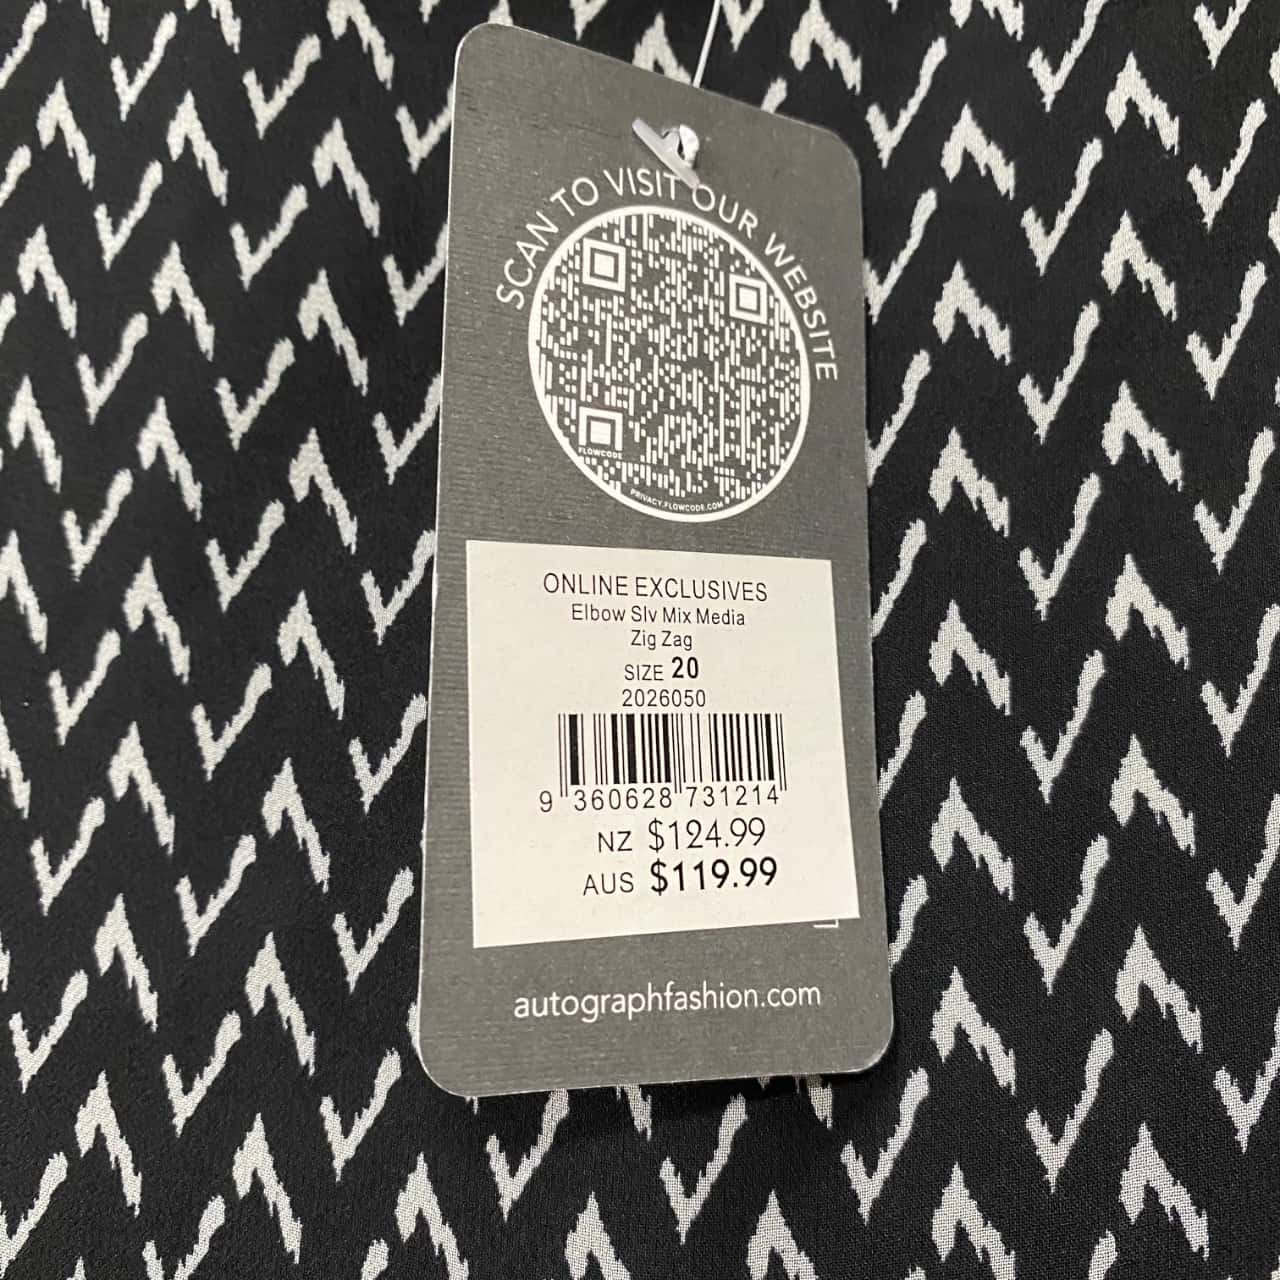 SCAN TO VISIT OUR WEBSITE
FLOWCODE
PRIVACY.FLOWCODE.COM
ONLINE EXCLUSIVES
Elbow Slv Mix Media
Zig Zag
SIZE 20
2026050
9 360628 731214
NZ $124.99
AUS $119.99
autographfashion.com